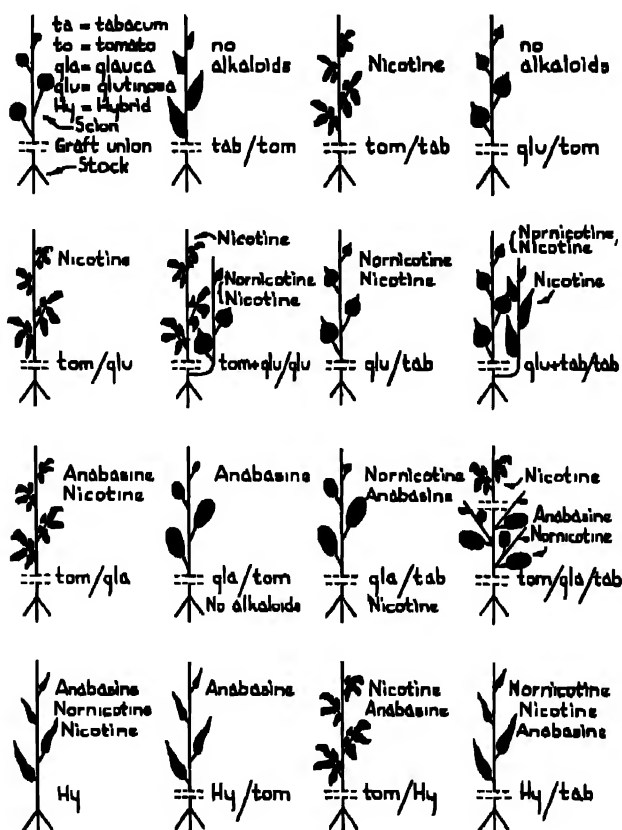 ta = tabacum
to = tomato
gla = glauca
glu = glutinosa
Hy = Hybrid
Scion
Graft union
Stock
no
alkaloids
tab/tom
Nicotine
tom/tab
no
alkaloids
glu/tom
Nicotine
tom/glu
Nicotine
Nornicotine
Nicotine
tom+glu/glu
Nornicotine
Nicotine
glu/tab
Nornicotine,
Nicotine
Nicotine
glu+tab/tab
Anabasine
Nicotine
tom/gla
Anabasine
gla/tom
No alkaloids
Nornicotine
Anabasine
gla/tab
Nicotine
Nicotine
Anabasine
Nornicotine
tom/gla/tab
Anabasine
Nornicotine
Nicotine
Hy
Anabasine
Hy/tom
Nicotine
Anabasine
tom/Hy
Nornicotine
Nicotine
Anabasine
Hy/tab